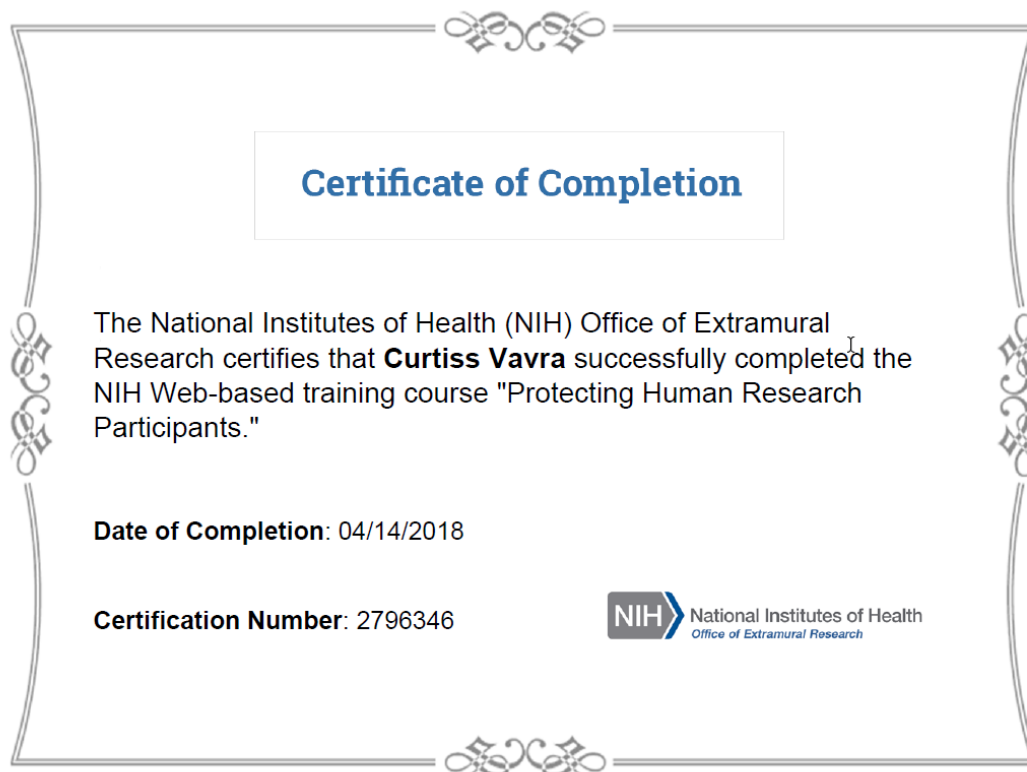 Certificate of Completion
The National Institutes of Health (NIH) Office of Extramural
Research certifies that Curtiss Vavra successfully completed the
NIH Web-based training course "Protecting Human Research
Participants."
Date of Completion: 04/14/2018
Certification Number: 2796346
NIH National Institutes of Health
Office of Extramural Research